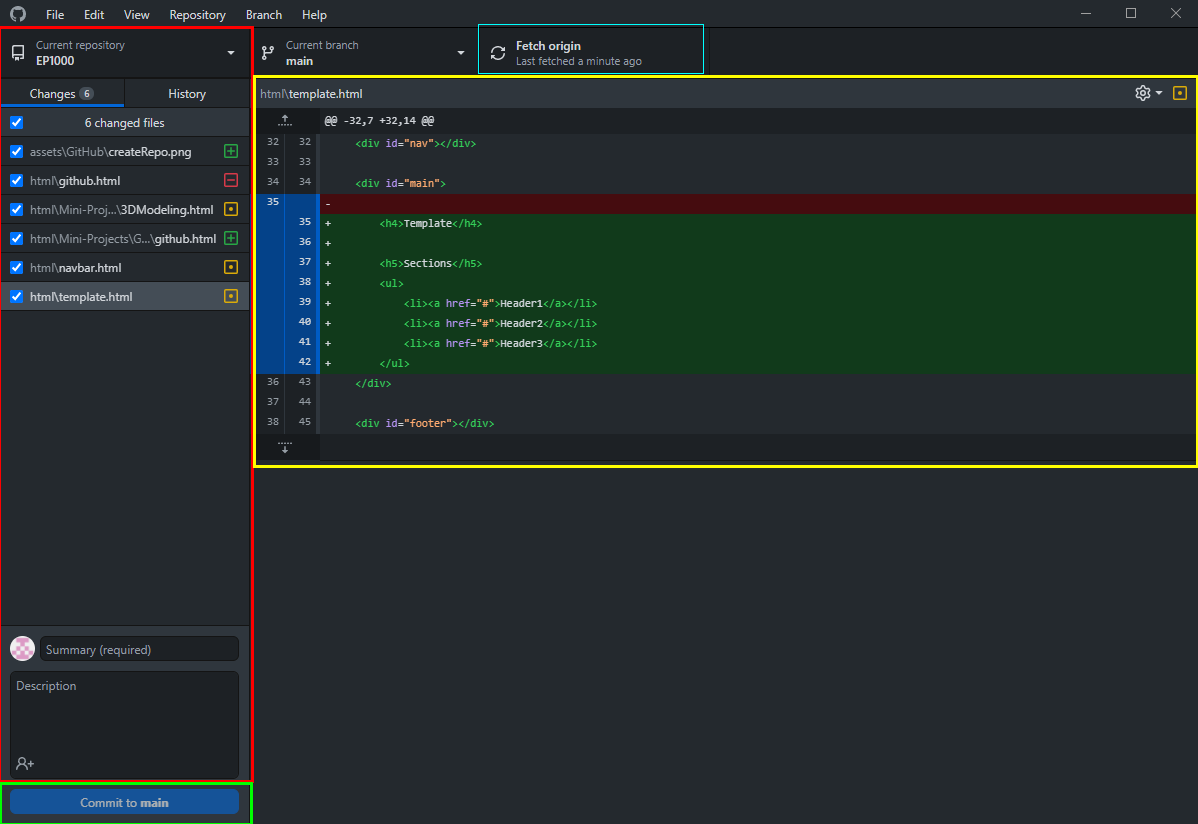 File Edit View Repository Branch Help
Current repository
EP1000
Current branch
main
Fetch origin
Last fetched a minute ago
Changes 6
History
6 changed files
assets\GitHub\createRepo.png
html\github.html
html\Mini-Proj...\3DModeling.html
html\Mini-Projects\G...\github.html
html\navbar.html
html\template.html
Summary (required)
Description
Commit to main
html\template.html
@@ -32,7 +32,14 @@
32 32 <div id="nav"></div>
33 33
34 34 <div id="main">
35 -
35 + <h4>Template</h4>
36 +
37 + <h5>Sections</h5>
38 + <ul>
39 + <li><a href="#">Header1</a></li>
40 + <li><a href="#">Header2</a></li>
41 + <li><a href="#">Header3</a></li>
42 + </ul>
36 43 </div>
37 44
38 45 <div id="footer"></div>